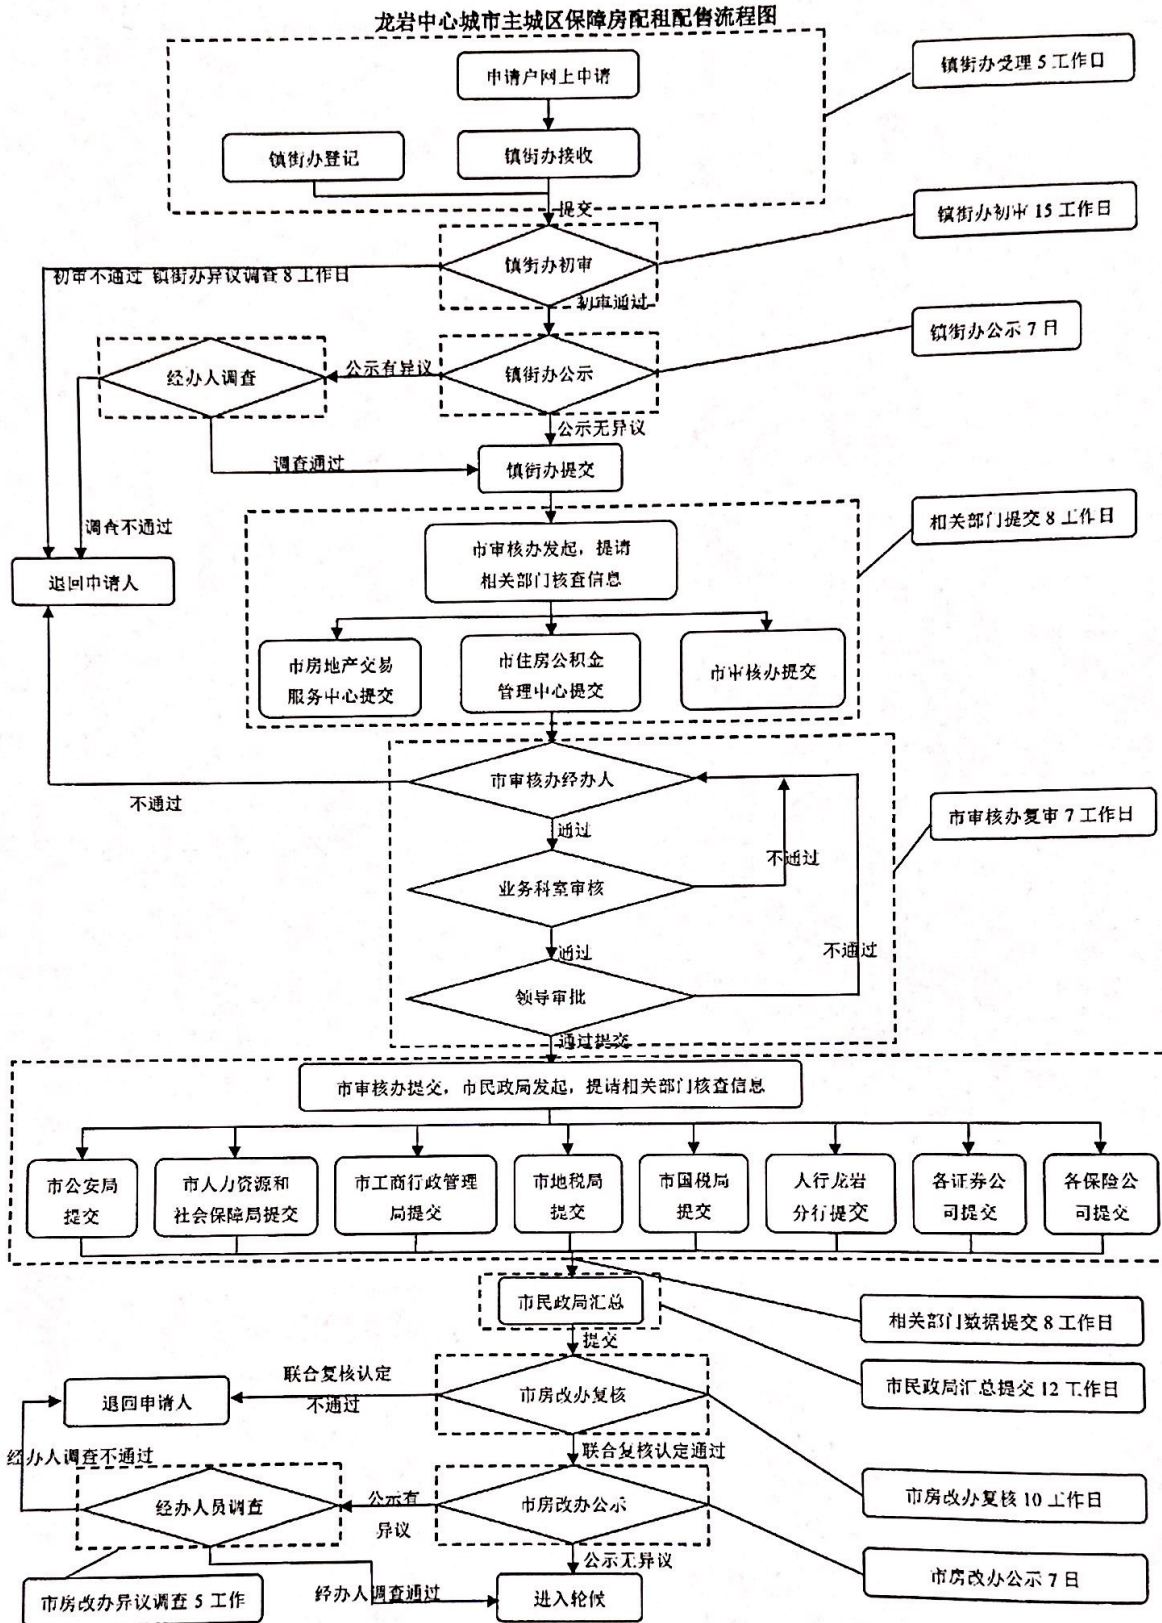 龙岩中心城市主城区保障房配租配售流程图
申请户网上申请
镇街办受理 5 工作日
镇街办登记
镇街办接收
提交
镇街办初审 15 工作日
镇街办初审
初审不通过 镇街办异议调查 8 工作日
初审通过
镇街办公示 7 日
经办人调查
公示有异议
镇街办公示
公示无异议
调查通过
镇街办提交
调查不通过
相关部门提交 8 工作日
市审核办发起，提请
相关部门核查信息
退回申请人
市房地产交易
服务中心提交
市住房公积金
管理中心提交
市审核办提交
市审核办经办人
不通过
通过
市审核办复审 7 工作日
不通过
业务科室审核
通过
不通过
领导审批
通过提交
市审核办提交，市民政局发起，提请相关部门核查信息
市公安局
提交
市人力资源和
社会保障局提交
市工商行政管理
局提交
市地税局
提交
市国税局
提交
人行龙岩
分行提交
各证券公
司提交
各保险公
司提交
市民政局汇总
相关部门数据提交 8 工作日
提交
联合复核认定
不通过
市房改办复核
市民政局汇总提交 12 工作日
退回申请人
经办人调查不通过
联合复核认定通过
经办人员调查
公示有
异议
市房改办公示
市房改办复核 10 工作日
公示无异议
市房改办公示 7 日
市房改办异议调查 5 工作
经办人调查通过
进入轮候